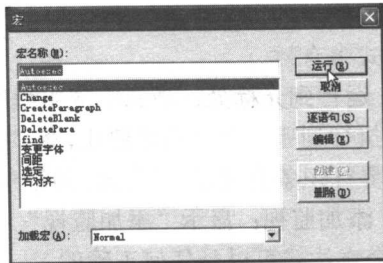 宏
宏名称(M):
Autoexec
运行(R)
Autoexec
取消
Change
CreateParagraph
DeleteBlank
逐语句(S)
DeletePara
编辑(E)
find
变更字体
间距
创建(C)
选定
右对齐
删除(D)
加载宏(A):
Normal